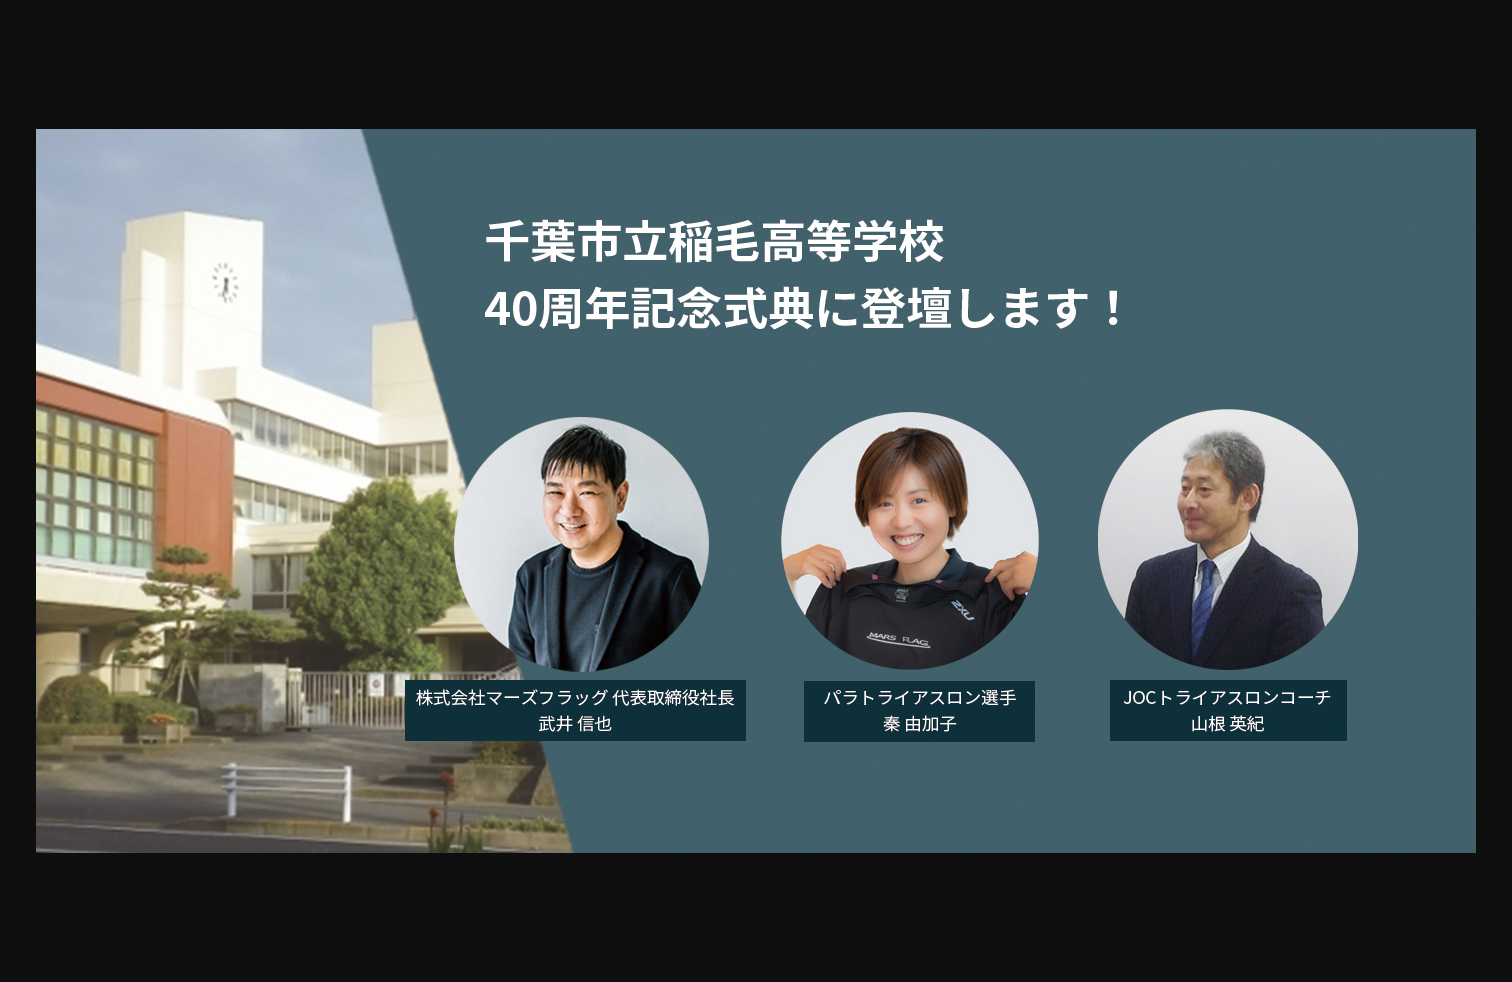 千葉市立稲毛高等学校
40周年記念式典に登壇します！
2XU
MARS FLAG
株式会社マーズフラッグ 代表取締役社長
武井 信也
パラトライアスロン選手
秦 由加子
JOCトライアスロンコーチ
山根 英紀